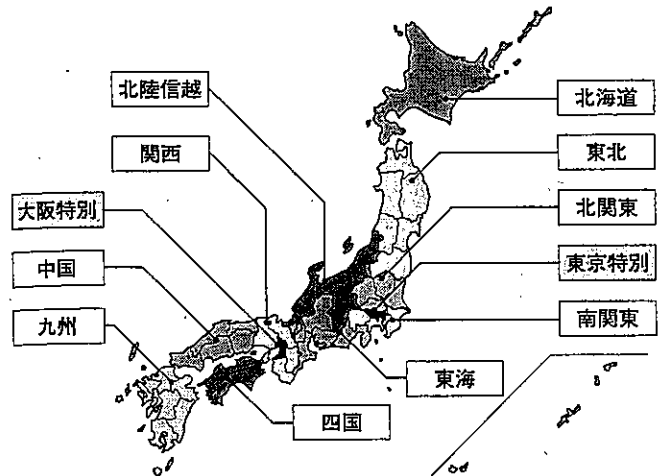 北陸信越
北海道
関西
東北
大阪特別
北関東
中国
東京特別
九州
南関東
東海
四国